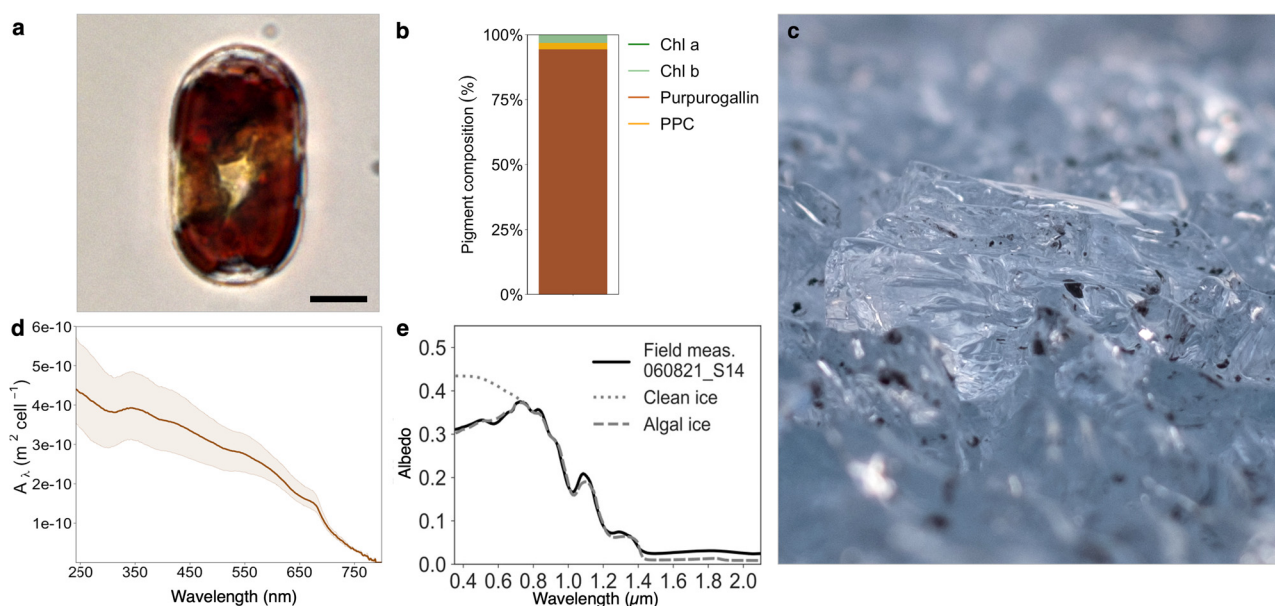 a
b
100%
75%
50%
25%
0%
Pigment composition (%)
Chl a
Chl b
Purpurogallin
PPC
c
d
6e-10
5e-10
4e-10
3e-10
2e-10
1e-10
A λ (m² cell⁻¹)
250 350 450 550 650 750
Wavelength (nm)
e
0.5
0.4
0.3
0.2
0.1
0.0
Albedo
Field meas.
060821_S14
Clean ice
Algal ice
0.4 0.6 0.8 1.0 1.2 1.4 1.6 1.8 2.0
Wavelength (µm)